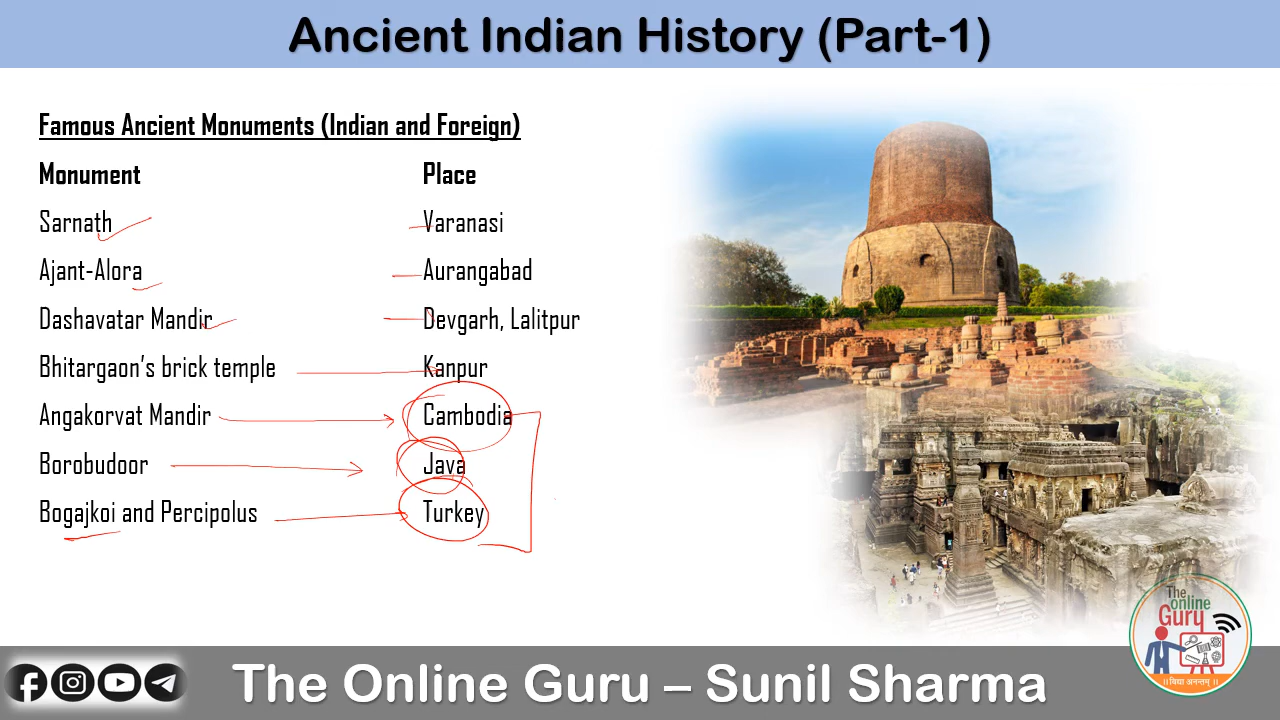 Ancient Indian History (Part-1)
Famous Ancient Monuments (Indian and Foreign)
Monument Place
Sarnath Varanasi
Ajant-Alora Aurangabad
Dashavatar Mandir Devgarh, Lalitpur
Bhitargaon’s brick temple Kanpur
Angakorvat Mandir Cambodia
Borobudoor Java
Bogajkoi and Percipolus Turkey
The
online
Guru
॥ विद्या अनन्तम् ॥
The Online Guru – Sunil Sharma